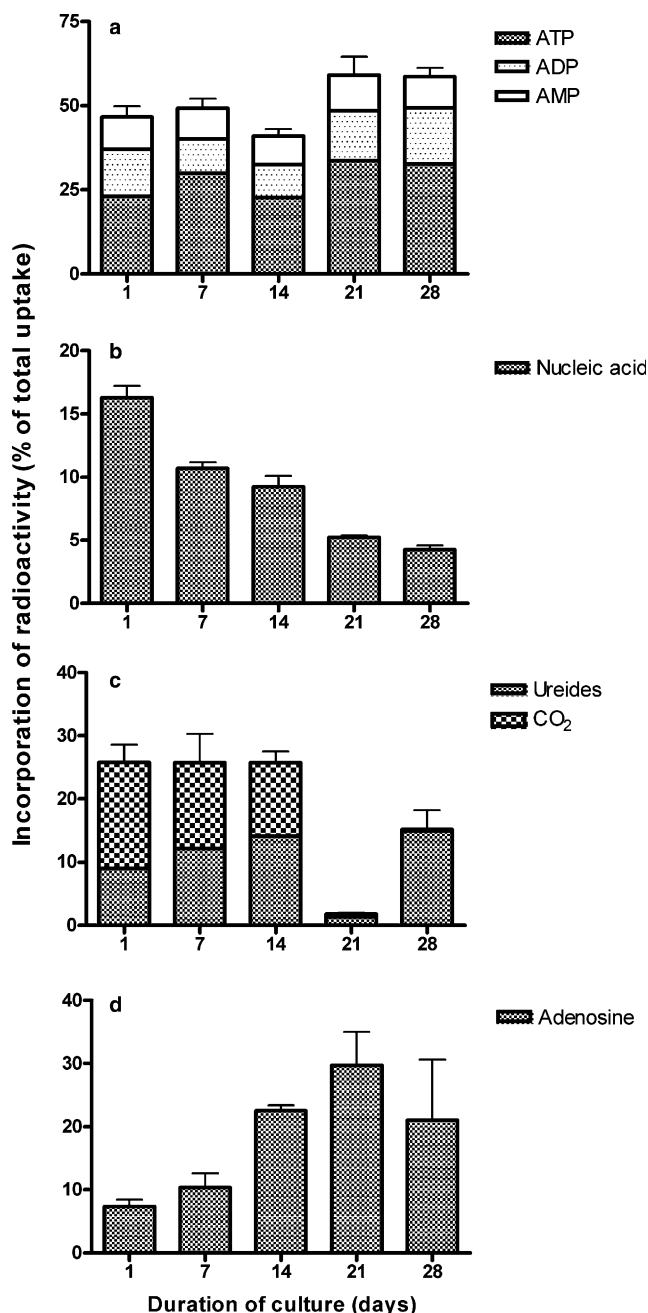 Incorporation of radioactivity (% of total uptake)
a
75
50
25
0
1 7 14 21 28
ATP
ADP
AMP
b
20
15
10
5
0
1 7 14 21 28
Nucleic acid
c
40
30
20
10
0
1 7 14 21 28
Ureides
CO₂
d
40
30
20
10
0
1 7 14 21 28
Adenosine
Duration of culture (days)